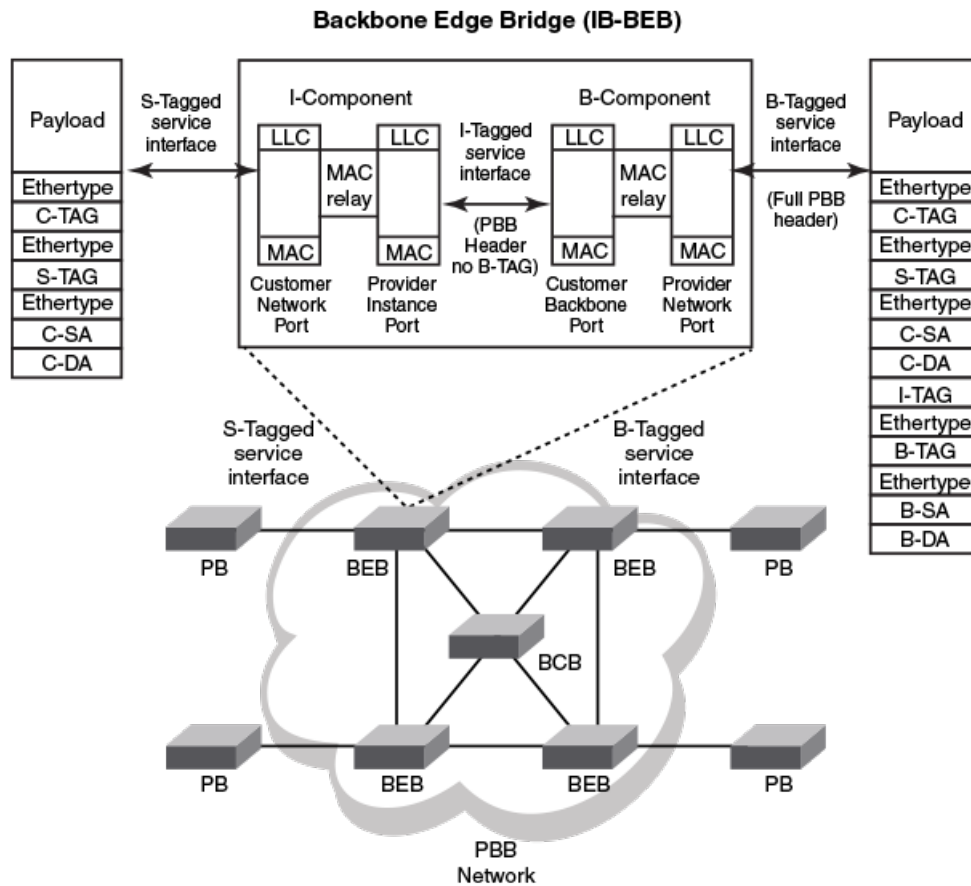 Backbone Edge Bridge (IB-BEB)
Payload
Ethertype
C-TAG
Ethertype
S-TAG
Ethertype
C-SA
C-DA
S-Tagged
service
interface
I-Component
LLC
LLC
MAC
relay
MAC
MAC
Customer
Network
Port
Provider
Instance
Port
I-Tagged
service
interface
(PBB
Header
no B-TAG)
B-Component
LLC
LLC
MAC
relay
MAC
MAC
Customer
Backbone
Port
Provider
Network
Port
B-Tagged
service
interface
(Full PBB
header)
Payload
Ethertype
C-TAG
Ethertype
S-TAG
Ethertype
C-SA
C-DA
I-TAG
Ethertype
B-TAG
Ethertype
B-SA
B-DA
S-Tagged
service
interface
B-Tagged
service
interface
PB
BEB
BEB
PB
BCB
PB
BEB
BEB
PB
PBB
Network